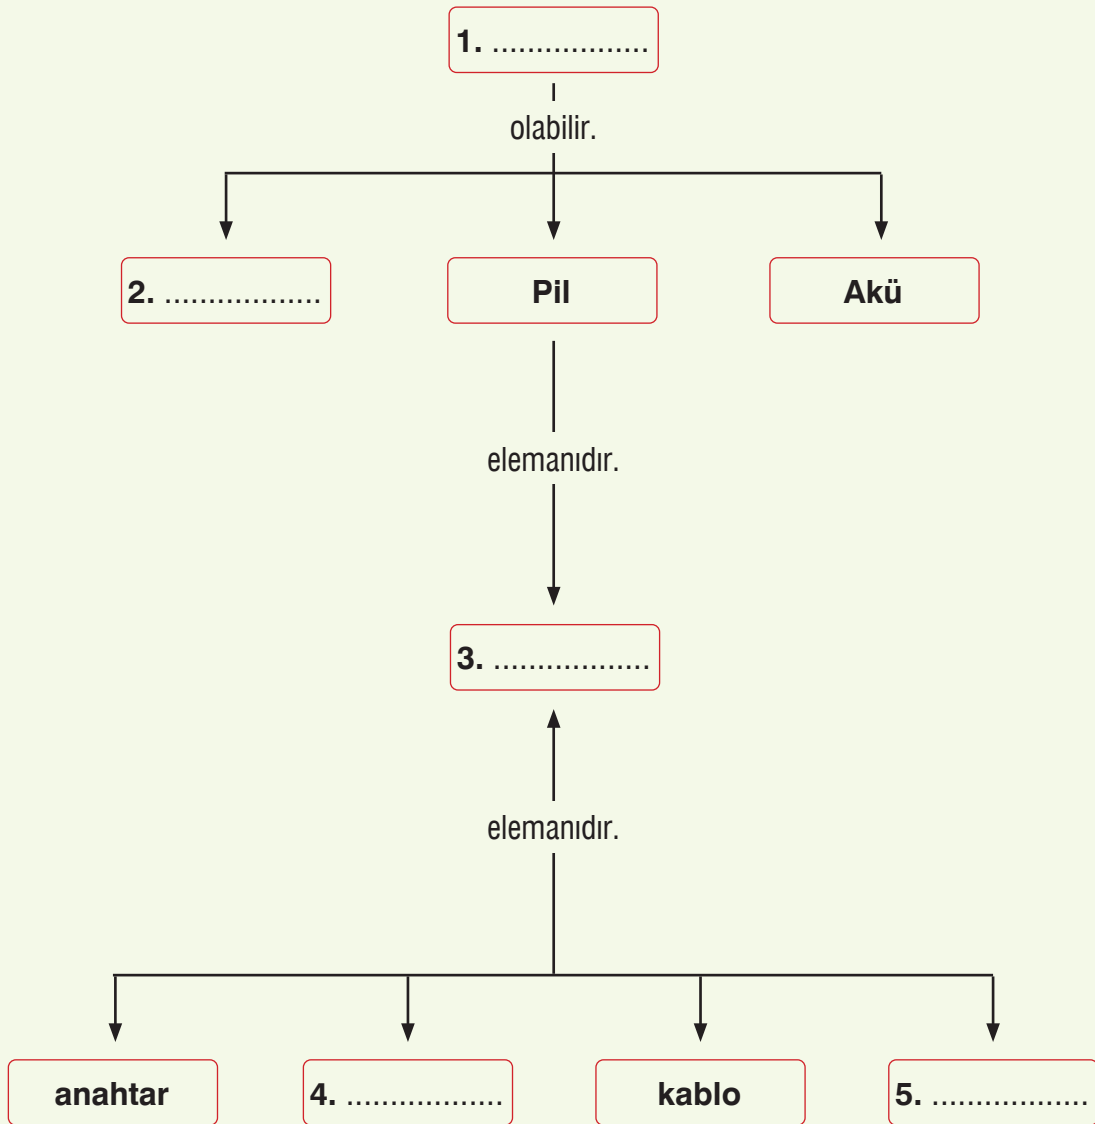 1. ..................
olabilir.
2. ..................
Pil
Akü
elemanıdır.
3. ..................
elemanıdır.
anahtar
4. ..................
kablo
5. ..................